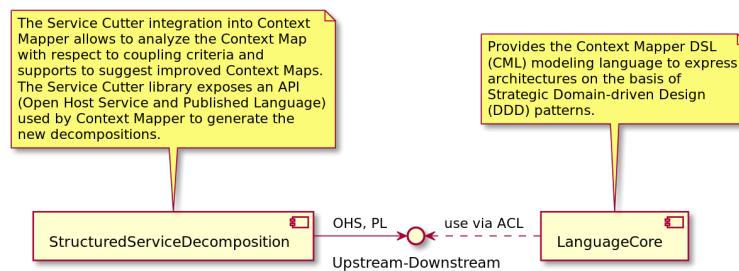 The Service Cutter integration into Context
Mapper allows to analyze the Context Map
with respect to coupling criteria and
supports to suggest improved Context Maps.
The Service Cutter library exposes an API
(Open Host Service and Published Language)
used by Context Mapper to generate the
new decompositions.
Provides the Context Mapper DSL
(CML) modeling language to express
architectures on the basis of
Strategic Domain-driven Design
(DDD) patterns.
StructuredServiceDecomposition
OHS, PL
use via ACL
LanguageCore
Upstream-Downstream